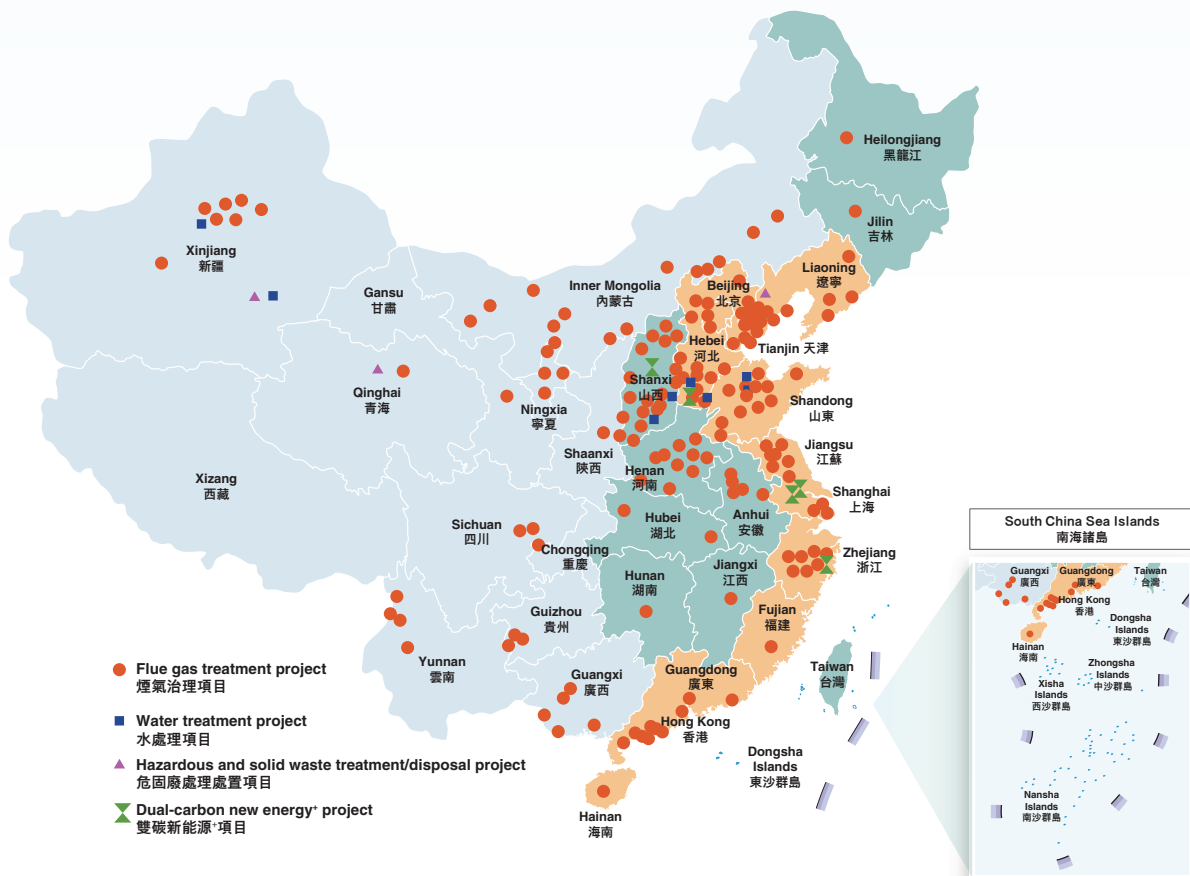 Heilongjiang
黑龍江
Jilin
吉林
Liaoning
遼寧
Xinjiang
新疆
Gansu
甘肅
Inner Mongolia
內蒙古
Beijing
北京
Tianjin 天津
Hebei
河北
Shanxi
山西
Shandong
山東
Qinghai
青海
Ningxia
寧夏
Shaanxi
陝西
Henan
河南
Jiangsu
江蘇
Shanghai
上海
Xizang
西藏
Sichuan
四川
Chongqing
重慶
Hubei
湖北
Anhui
安徽
Zhejiang
浙江
Hunan
湖南
Jiangxi
江西
Guizhou
貴州
Fujian
福建
Yunnan
雲南
Guangxi
廣西
Guangdong
廣東
Taiwan
台灣
Hong Kong
香港
Dongsha
Islands
東沙群島
Hainan
海南
Flue gas treatment project
煙氣治理項目
Water treatment project
水處理項目
Hazardous and solid waste treatment/disposal project
危固廢處理處置項目
Dual-carbon new energy⁺ project
雙碳新能源⁺項目
South China Sea Islands
南海諸島
Guangxi
廣西
Guangdong
廣東
Taiwan
台灣
Hong Kong
香港
Dongsha
Islands
東沙群島
Hainan
海南
Zhongsha
Islands
中沙群島
Xisha
Islands
西沙群島
Nansha
Islands
南沙群島